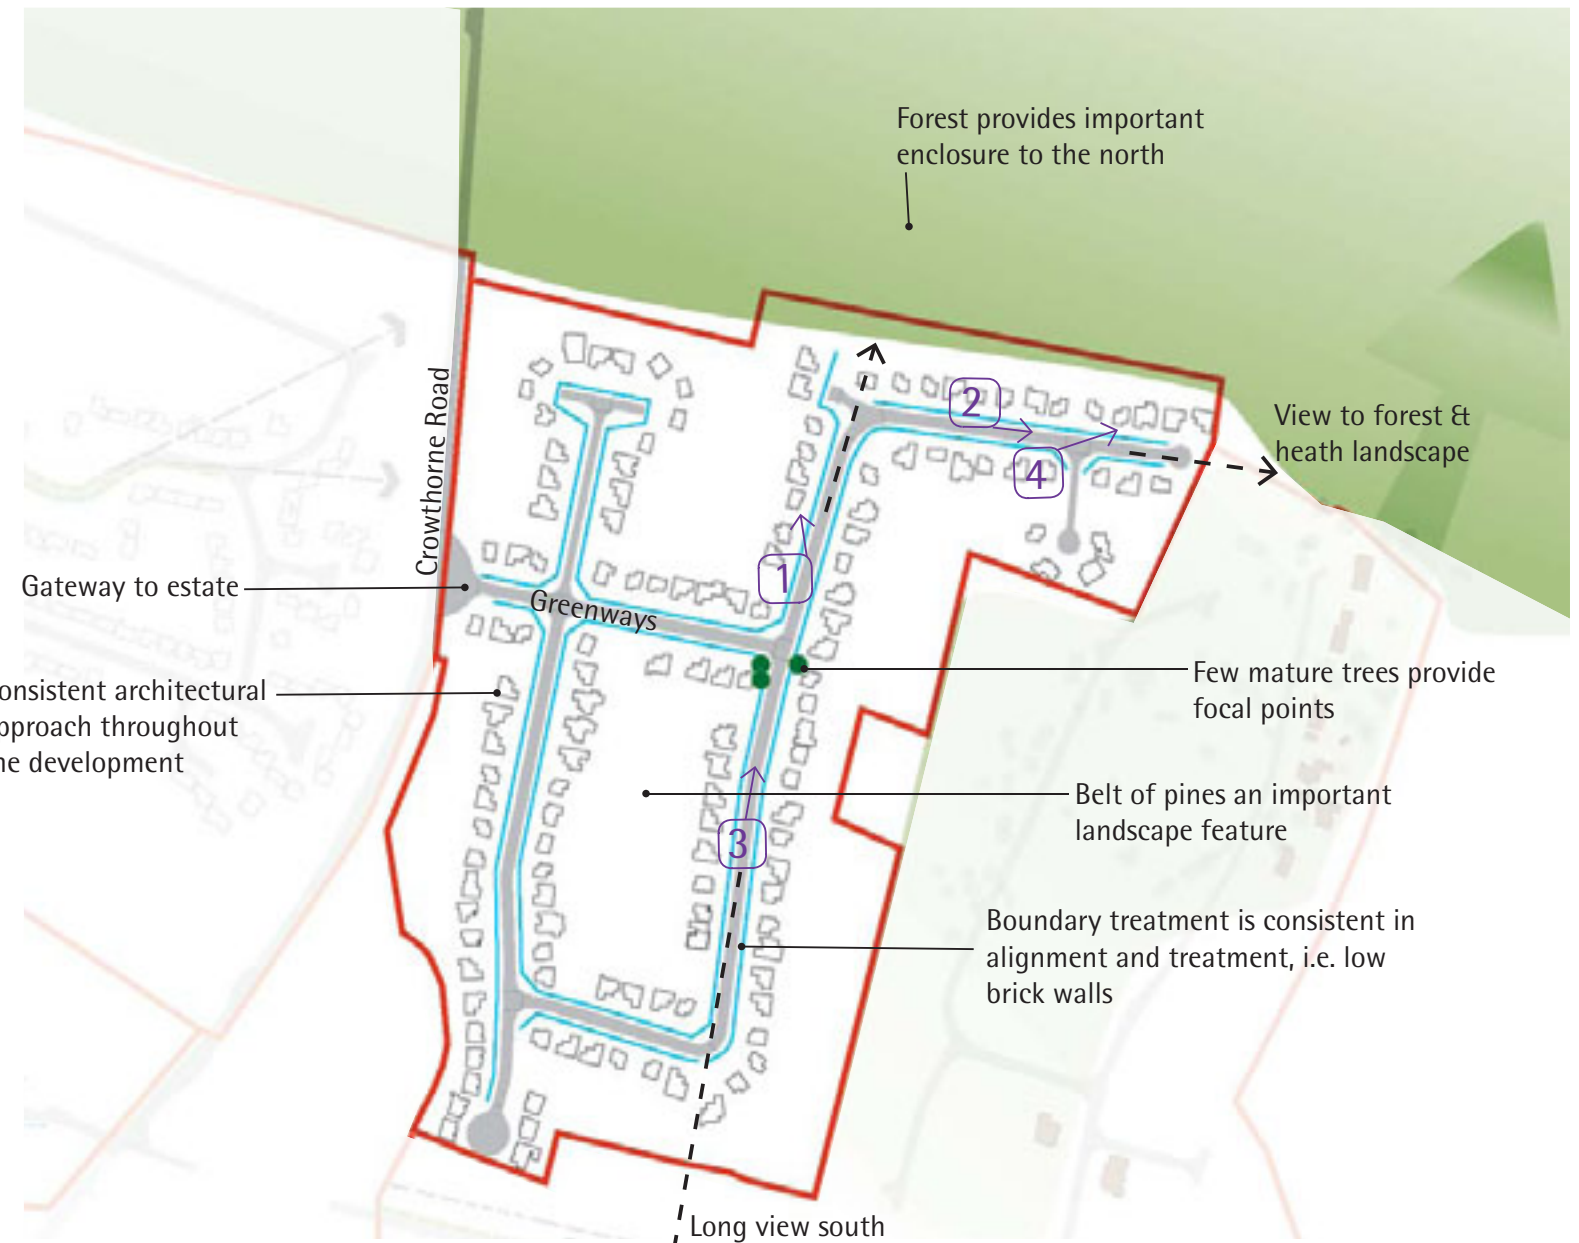 Forest provides important
enclosure to the north
Crowthorne Road
2
View to forest &
heath landscape
4
1
Gateway to estate
Greenways
onsistent architectural
pproach throughout
he development
Few mature trees provide
focal points
Belt of pines an important
landscape feature
3
Boundary treatment is consistent in
alignment and treatment, i.e. low
brick walls
Long view south